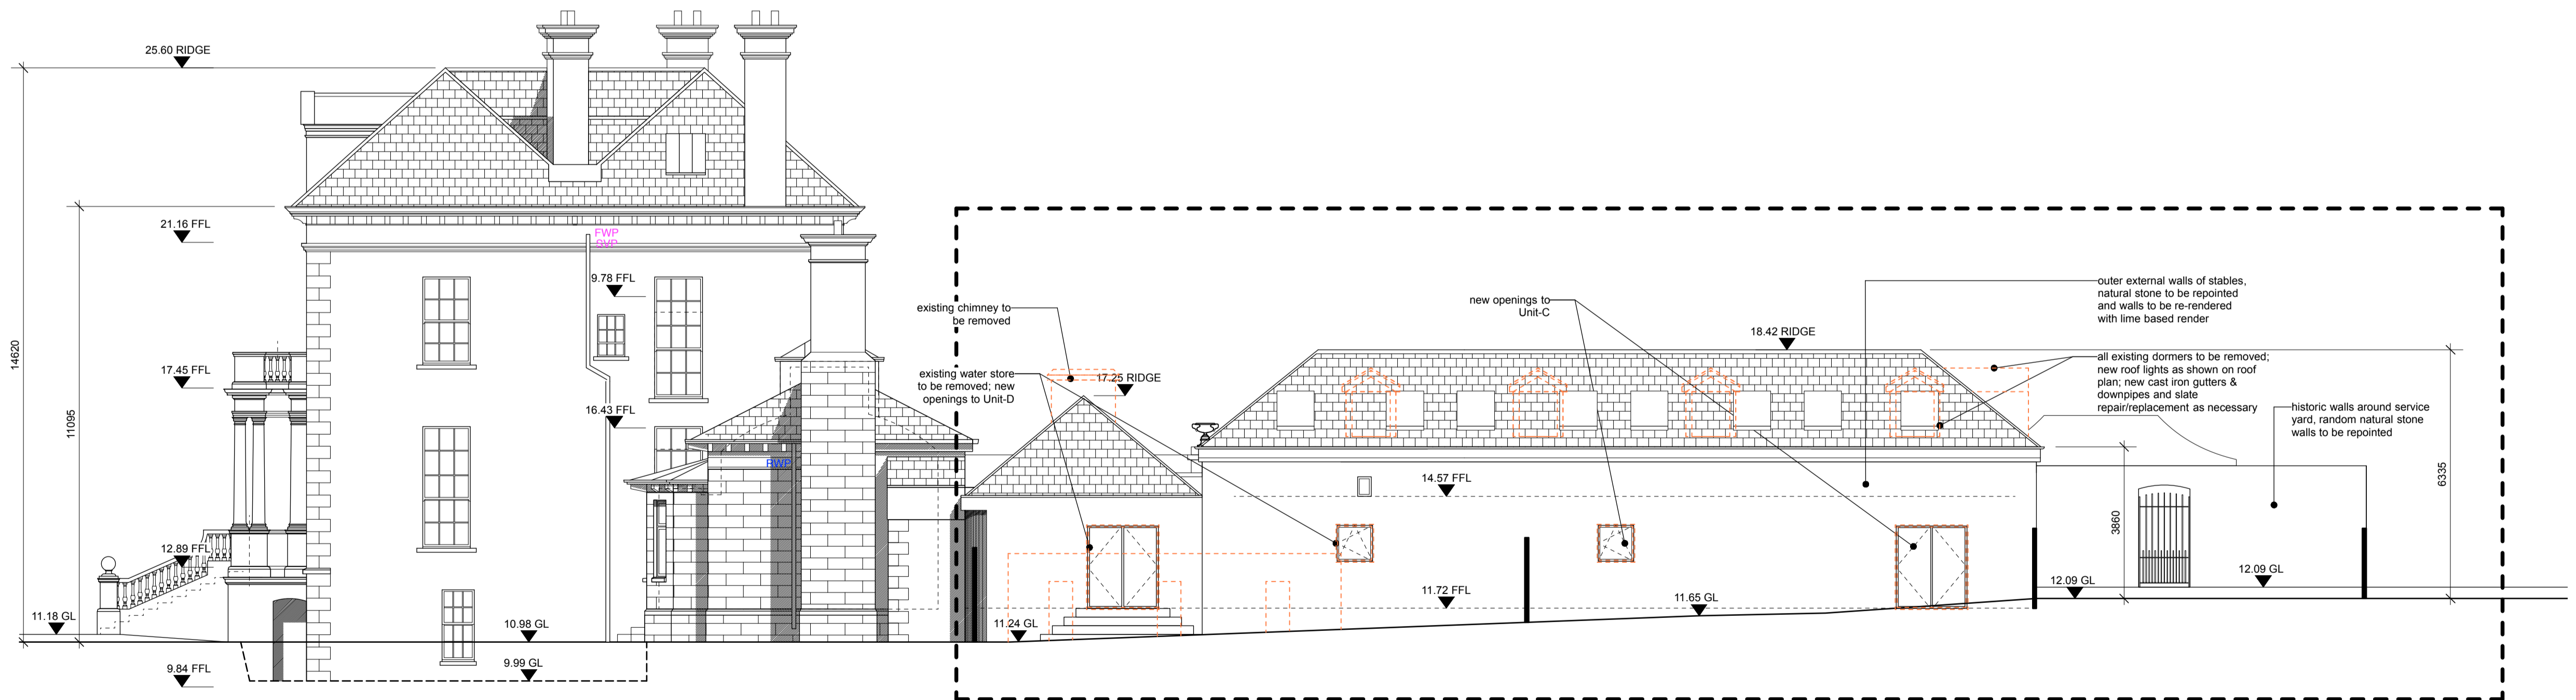 25.60 RIDGE
21.16 FFL
FWP
SVP
9.78 FFL
17.45 FFL
16.43 FFL
RWP
12.89 FFL
11.18 GL
10.98 GL
9.99 GL
9.84 FFL
14620
11095
existing chimney to
be removed
existing water store
to be removed; new
openings to Unit-D
17.25 RIDGE
new openings to
Unit-C
18.42 RIDGE
outer external walls of stables,
natural stone to be repointed
and walls to be re-rendered
with lime based render
all existing dormers to be removed;
new roof lights as shown on roof
plan; new cast iron gutters &
downpipes and slate
repair/replacement as necessary
historic walls around service
yard, random natural stone
walls to be repointed
14.57 FFL
11.72 FFL
11.65 GL
11.24 GL
12.09 GL
12.09 GL
3860
6335